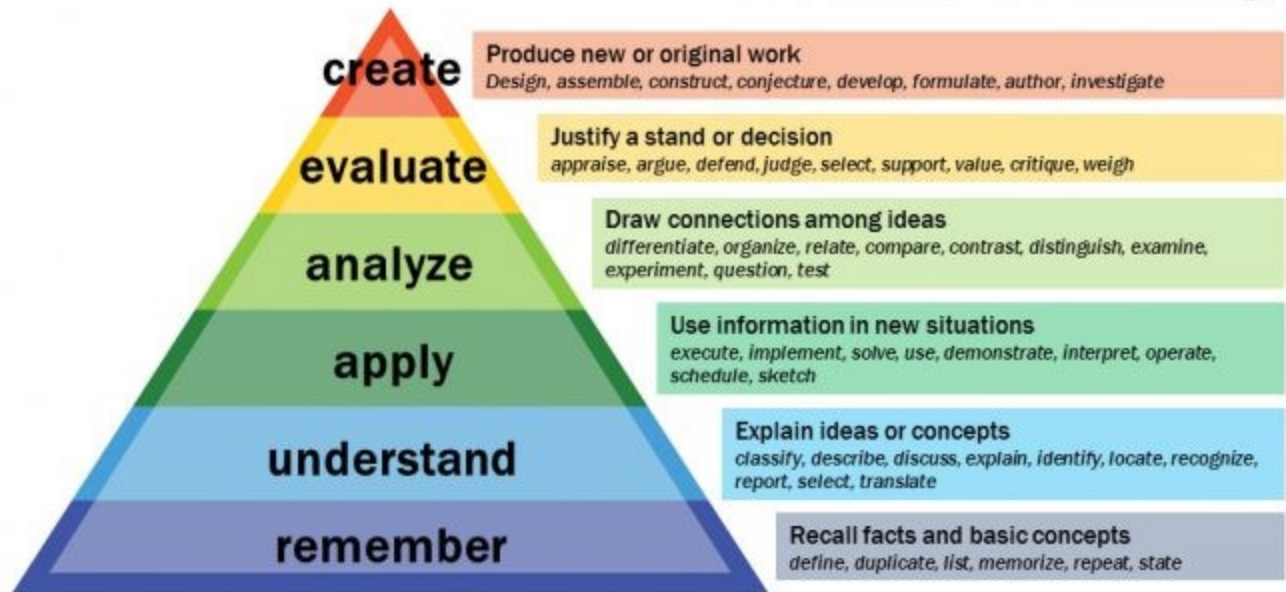 create
Produce new or original work
Design, assemble, construct, conjecture, develop, formulate, author, investigate
evaluate
Justify a stand or decision
appraise, argue, defend, judge, select, support, value, critique, weigh
analyze
Draw connections among ideas
differentiate, organize, relate, compare, contrast, distinguish, examine,
experiment, question, test
apply
Use information in new situations
execute, implement, solve, use, demonstrate, interpret, operate,
schedule, sketch
understand
Explain ideas or concepts
classify, describe, discuss, explain, identify, locate, recognize,
report, select, translate
remember
Recall facts and basic concepts
define, duplicate, list, memorize, repeat, state